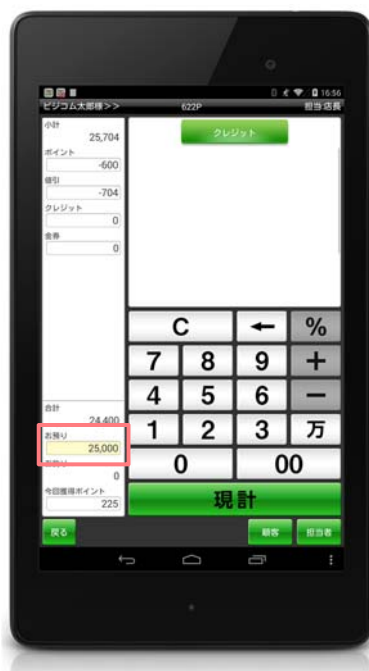 16:56
ビジコム太郎様>>
622P
担当:店長
小計
25,704
ポイント
-600
値引
-704
クレジット
0
金券
0
合計
24,400
お預り
25,000
0
今回獲得ポイント
225
クレジット
C
←
%
7
8
9
+
4
5
6
−
1
2
3
万
0
00
現計
戻る
顧客
担当者